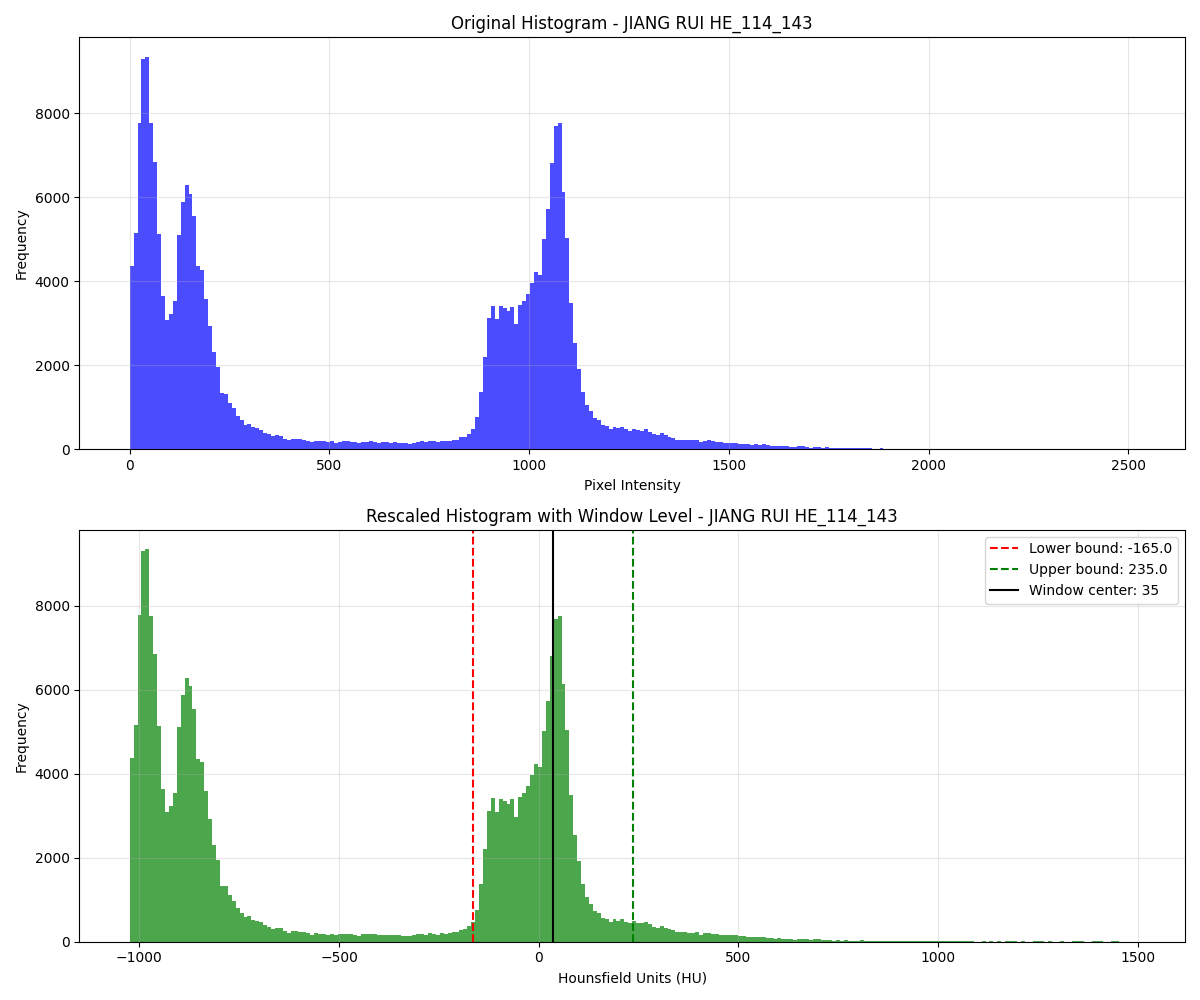 Original Histogram - JIANG RUI HE_114_143
Frequency
8000
6000
4000
2000
0
0 500 1000 1500 2000 2500
Pixel Intensity
Rescaled Histogram with Window Level - JIANG RUI HE_114_143
Lower bound: -165.0
Upper bound: 235.0
Window center: 35
Frequency
8000
6000
4000
2000
0
−1000 −500 0 500 1000 1500
Hounsfield Units (HU)